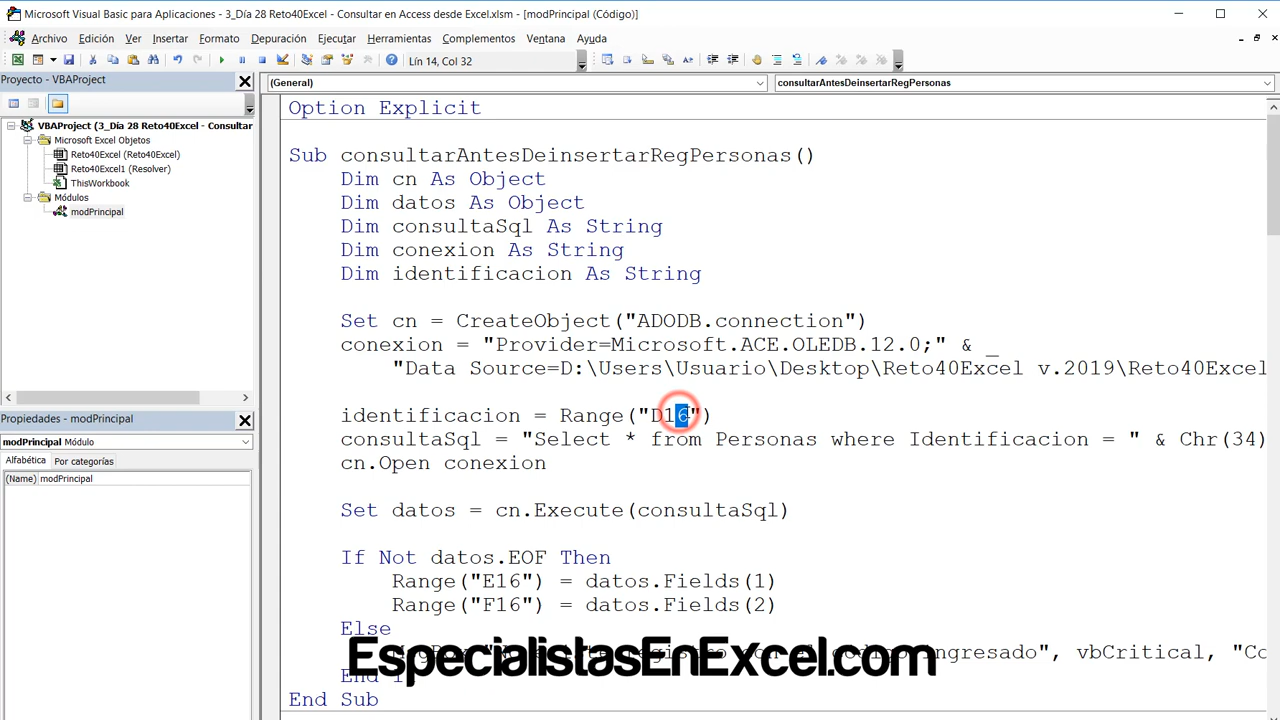 Microsoft Visual Basic para Aplicaciones - 3_Día 28 Reto40Excel - Consultar en Access desde Excel.xlsm - [modPrincipal (Código)]
Archivo Edición Ver Insertar Formato Depuración Ejecutar Herramientas Complementos Ventana Ayuda
Lín 14, Col 32
Proyecto - VBAProject
(General)
consultarAntesDeinsertarRegPersonas
VBAProject (3_Día 28 Reto40Excel - Consultar
Microsoft Excel Objetos
Reto40Excel (Reto40Excel)
Reto40Excel1 (Resolver)
ThisWorkbook
Módulos
modPrincipal
Propiedades - modPrincipal
modPrincipal Módulo
Alfabética Por categorías
(Name) modPrincipal
Option Explicit
Sub consultarAntesDeinsertarRegPersonas()
Dim cn As Object
Dim datos As Object
Dim consultaSql As String
Dim conexion As String
Dim identificacion As String
Set cn = CreateObject("ADODB.connection")
conexion = "Provider=Microsoft.ACE.OLEDB.12.0;" & _
"Data Source=D:\Users\Usuario\Desktop\Reto40Excel v.2019\Reto40Excel
identificacion = Range("D16")
consultaSql = "Select * from Personas where Identificacion = " & Chr(34)
cn.Open conexion
Set datos = cn.Execute(consultaSql)
If Not datos.EOF Then
Range("E16") = datos.Fields(1)
Range("F16") = datos.Fields(2)
Else
ingresado", vbCritical, "Co
End
End Sub
EspecialistasEnExcel.com